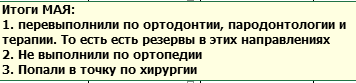 Итоги МАЯ:
1. перевыполнили по ортодонтии, пародонтологии и
терапии. То есть есть резервы в этих направлениях
2. Не выполнили по ортопедии
3. Попали в точку по хирургии